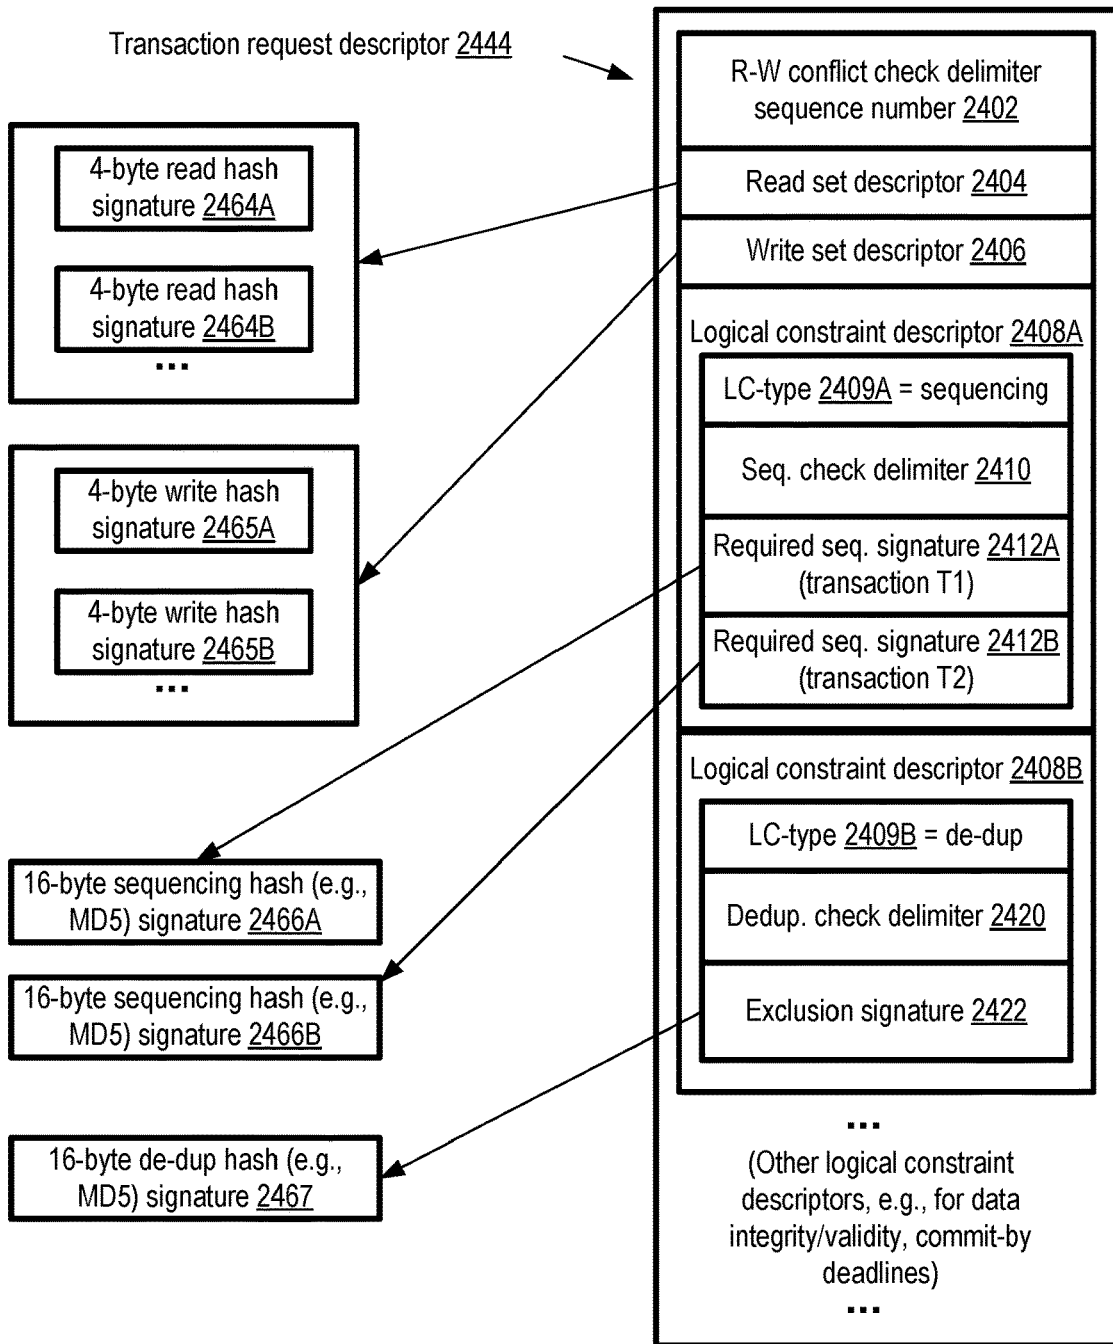 Transaction request descriptor 2444
R-W conflict check delimiter
sequence number 2402
Read set descriptor 2404
Write set descriptor 2406
Logical constraint descriptor 2408A
LC-type 2409A = sequencing
Seq. check delimiter 2410
Required seq. signature 2412A
(transaction T1)
Required seq. signature 2412B
(transaction T2)
Logical constraint descriptor 2408B
LC-type 2409B = de-dup
Dedup. check delimiter 2420
Exclusion signature 2422
...
(Other logical constraint
descriptors, e.g., for data
integrity/validity, commit-by
deadlines)
...
4-byte read hash
signature 2464A
4-byte read hash
signature 2464B
...
4-byte write hash
signature 2465A
4-byte write hash
signature 2465B
...
16-byte sequencing hash (e.g.,
MD5) signature 2466A
16-byte sequencing hash (e.g.,
MD5) signature 2466B
16-byte de-dup hash (e.g.,
MD5) signature 2467